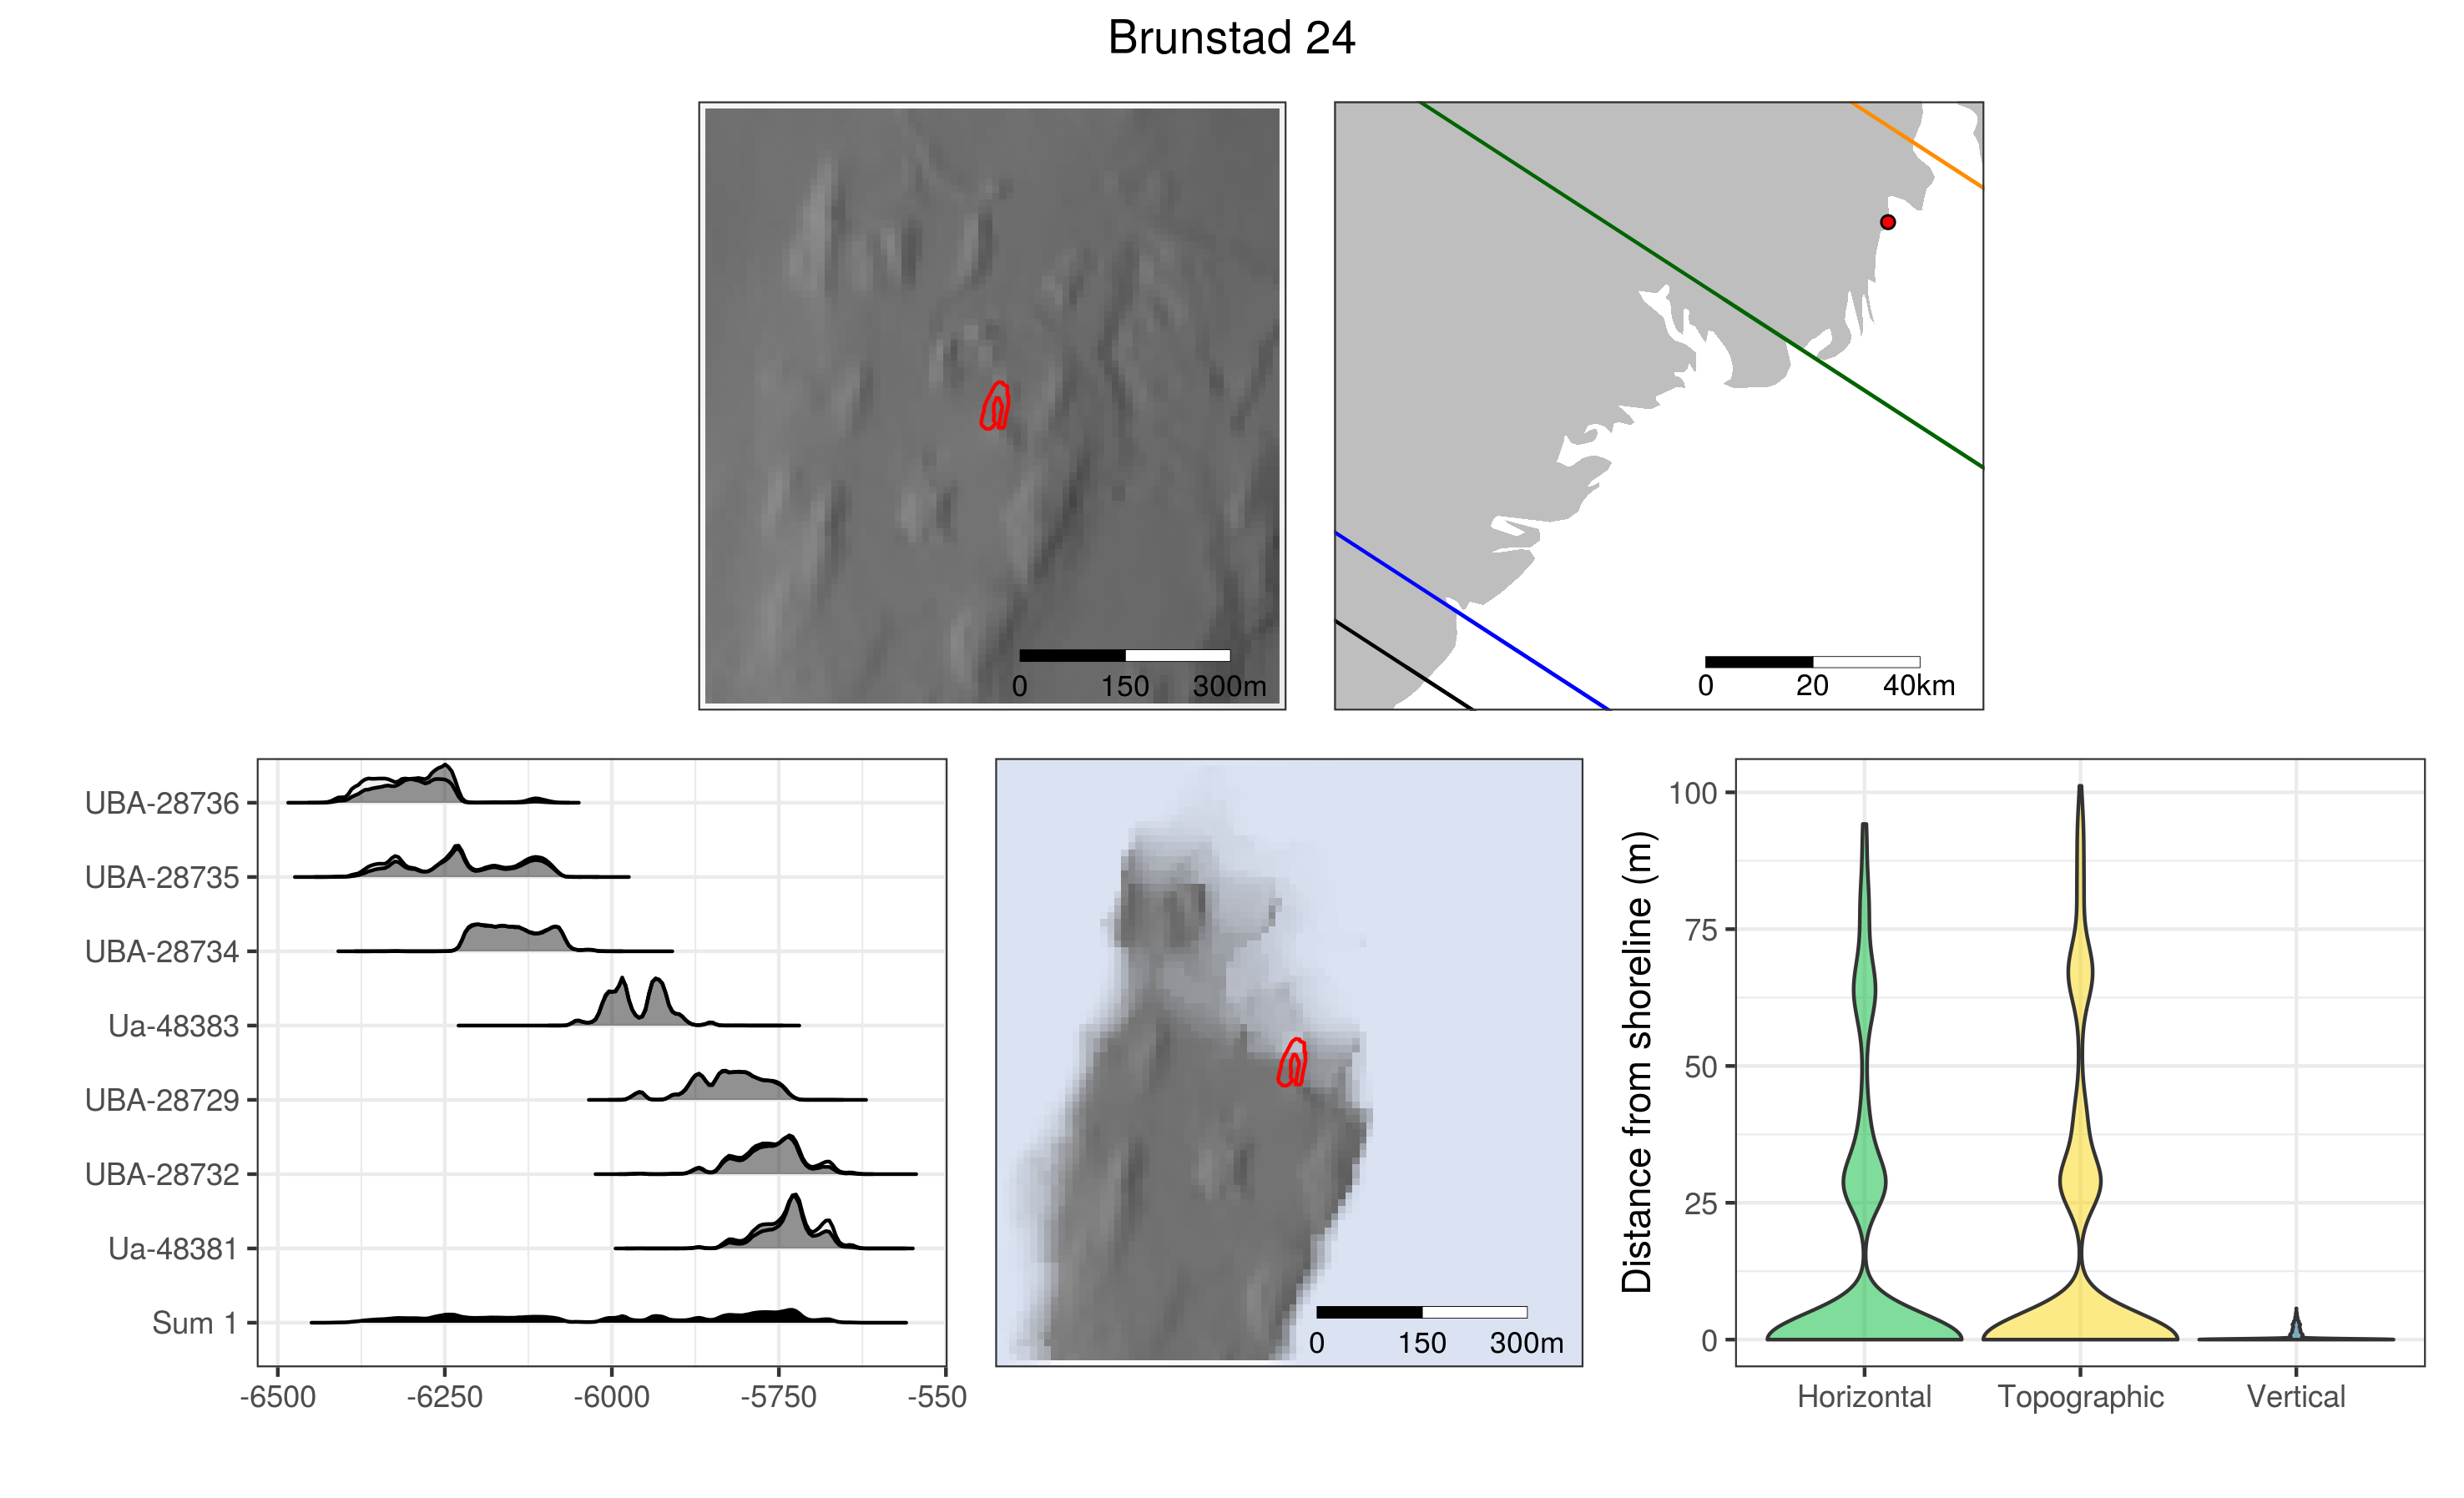 Brunstad 24
0 150 300m
0 20 40km
UBA-28736
UBA-28735
UBA-28734
Ua-48383
UBA-28729
UBA-28732
Ua-48381
Sum 1
-6500 -6250 -6000 -5750 -550
0 150 300m
Distance from shoreline (m)
100
75
50
25
0
Horizontal Topographic Vertical